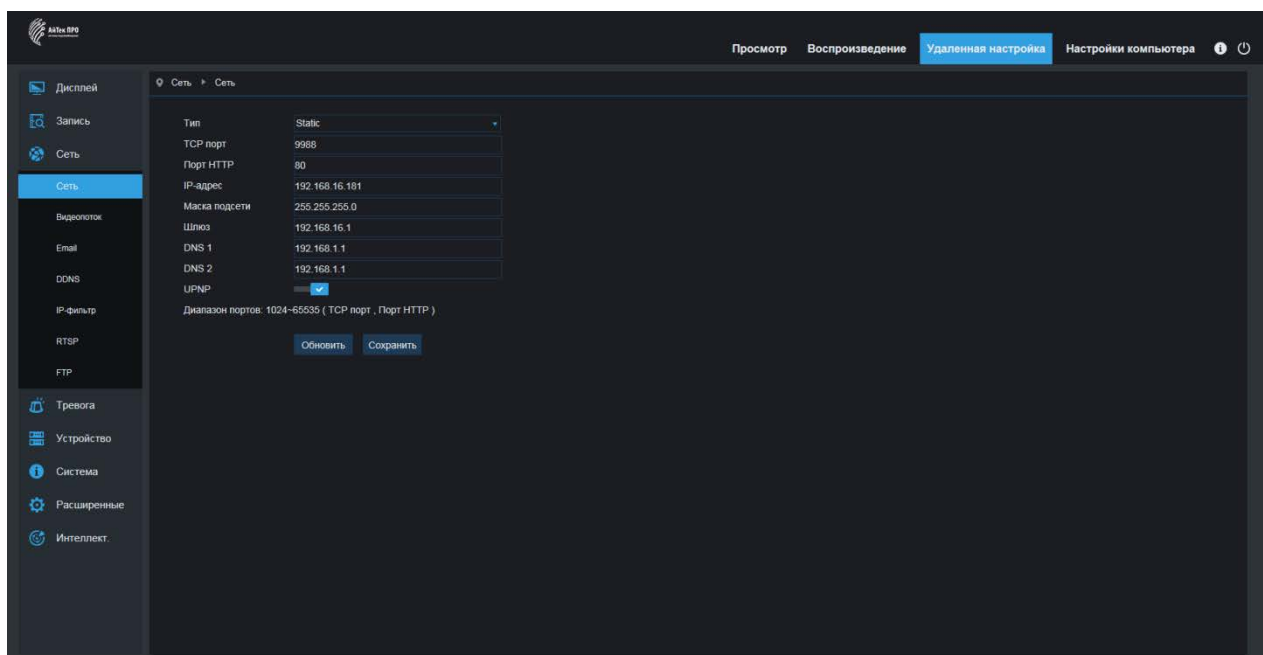 АйТек ПРО
Просмотр Воспроизведение Удаленная настройка Настройки компьютера
Дисплей
Запись
Сеть
Сеть
Видеопоток
Email
DDNS
IP-фильтр
RTSP
FTP
Тревога
Устройство
Система
Расширенные
Интеллект.
Сеть Сеть
Тип Static
TCP порт 9988
Порт HTTP 80
IP-адрес 192.168.16.181
Маска подсети 255.255.255.0
Шлюз 192.168.16.1
DNS 1 192.168.1.1
DNS 2 192.168.1.1
UPNP
Диапазон портов: 1024~65535 ( TCP порт , Порт HTTP )
Обновить Сохранить